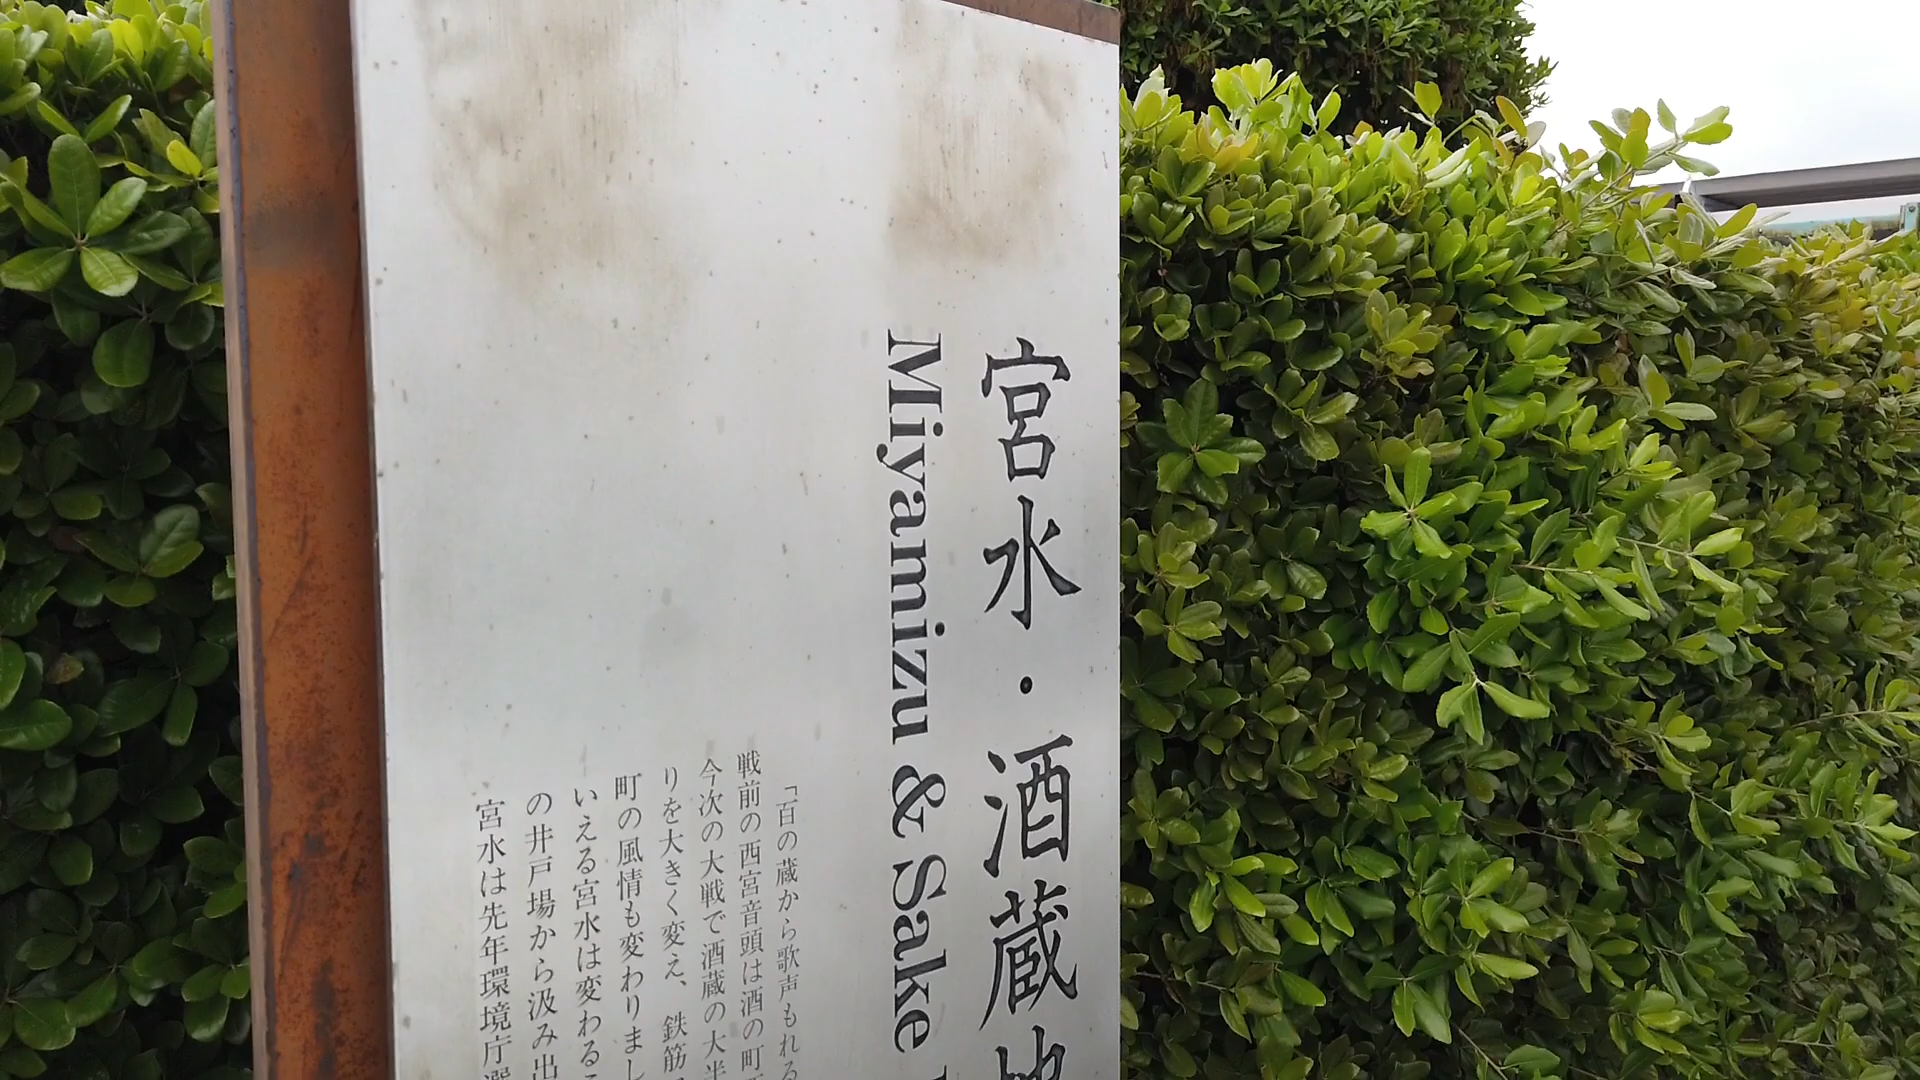 宮水・酒蔵地
Miyamizu & Sake
「百の蔵から歌声もれる
戦前の西宮音頭は酒の町
今次の大戦で酒蔵の大半
りを大きく変え、鉄筋
町の風情も変わりまし
いえる宮水は変わるこ
の井戸場から汲み出
宮水は先年環境庁選